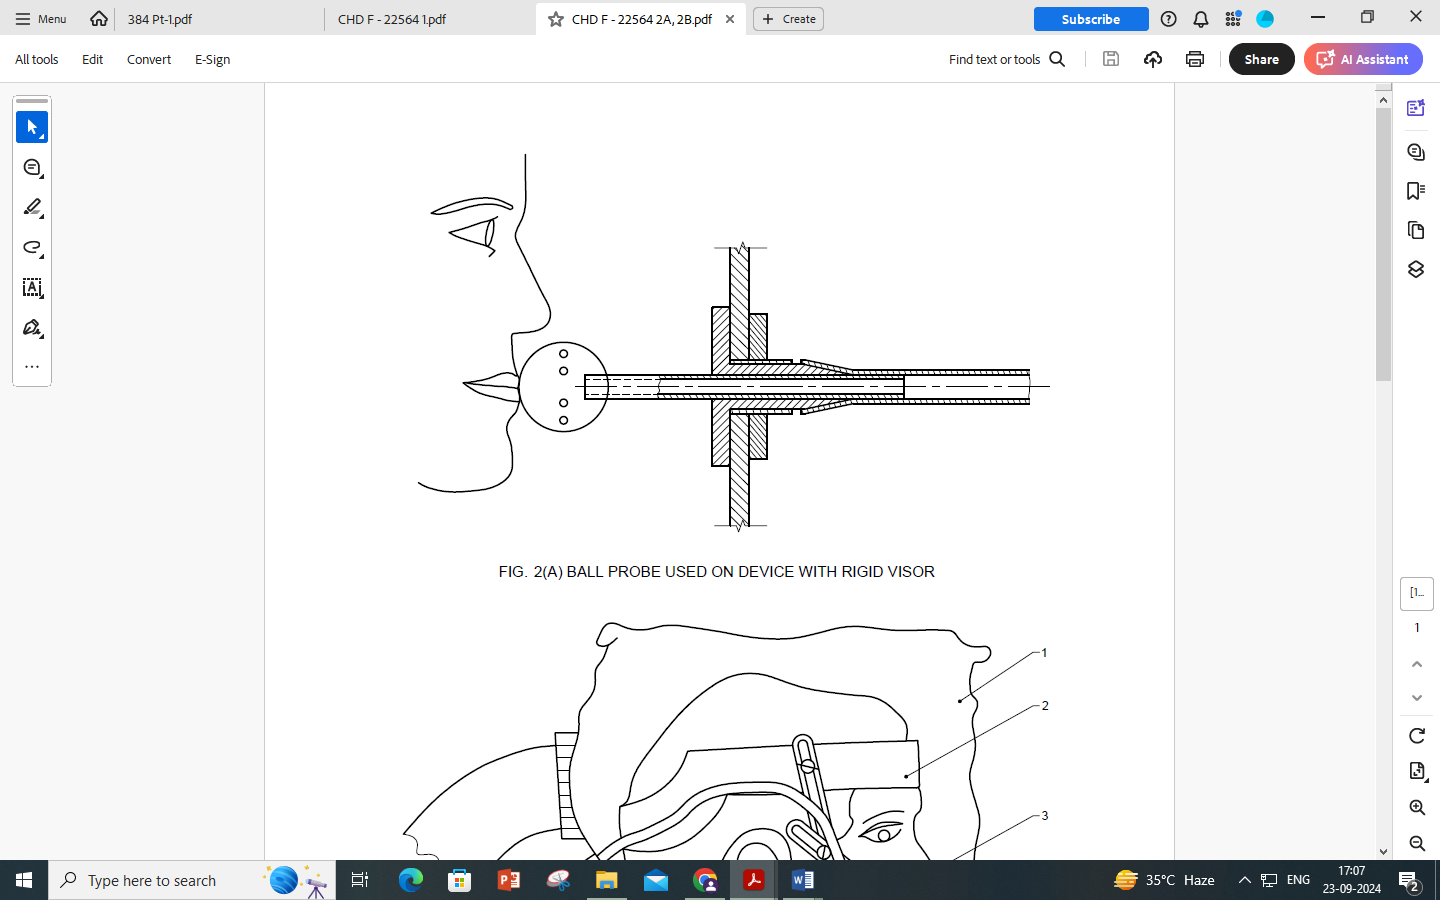 Menu
384 Pt-1.pdf
CHD F - 22564 1.pdf
CHD F - 22564 2A, 2B.pdf
Create
Subscribe
All tools
Edit
Convert
E-Sign
Find text or tools
Share
AI Assistant
A
FIG. 2(A) BALL PROBE USED ON DEVICE WITH RIGID VISOR
1
2
3
[1...
1
Type here to search
35°C Haze
ENG
17:07
23-09-2024
2